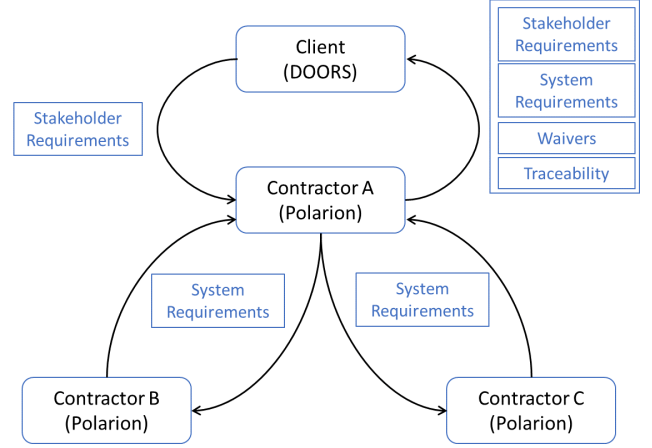 Client
(DOORS)
Stakeholder
Requirements
Stakeholder
Requirements
System
Requirements
Waivers
Traceability
Contractor A
(Polarion)
System
Requirements
System
Requirements
Contractor B
(Polarion)
Contractor C
(Polarion)